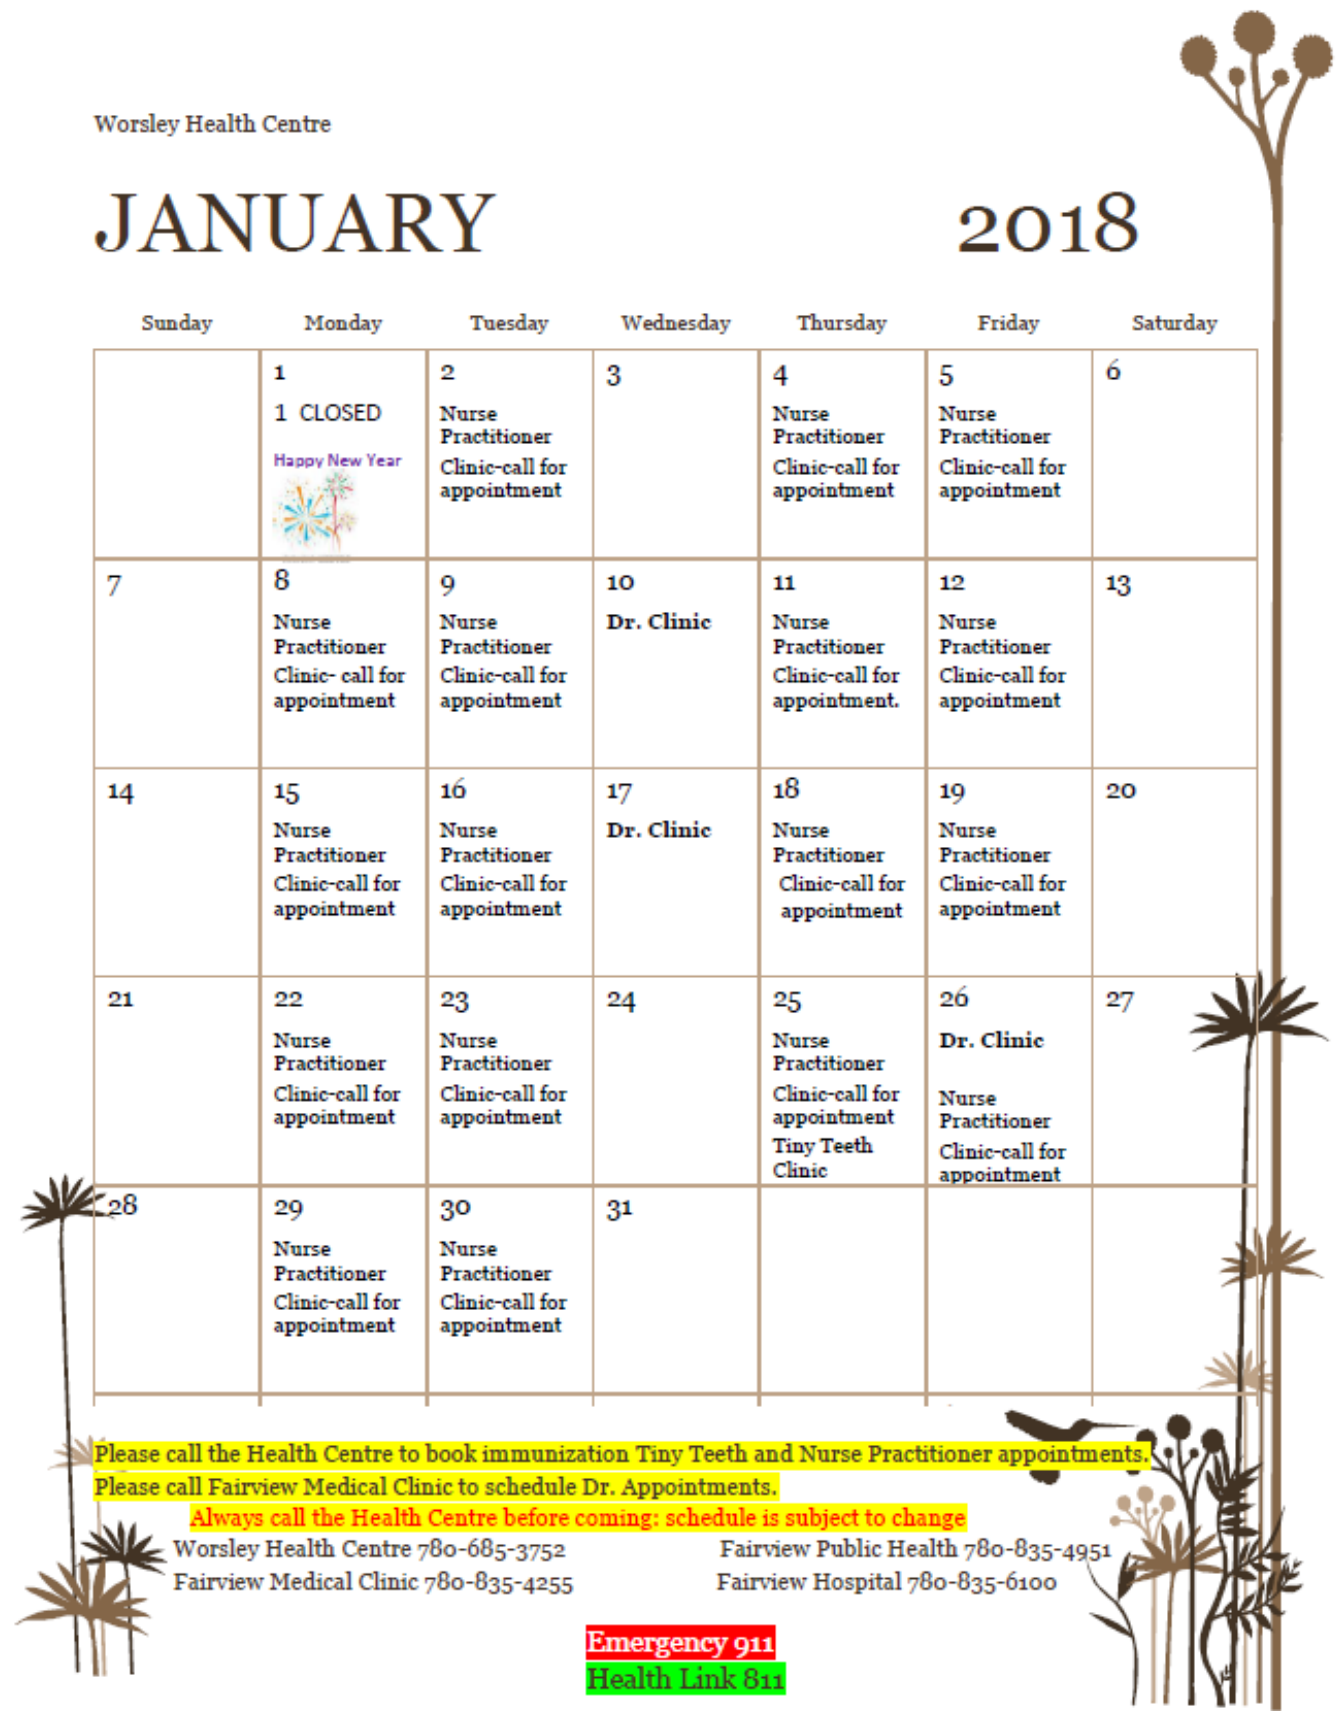 Worsley Health Centre
JANUARY 2018
Sunday Monday Tuesday Wednesday Thursday Friday Saturday
1
1 CLOSED
Happy New Year
2
Nurse
Practitioner
Clinic-call for
appointment
3
4
Nurse
Practitioner
Clinic-call for
appointment
5
Nurse
Practitioner
Clinic-call for
appointment
6
7
8
Nurse
Practitioner
Clinic- call for
appointment
9
Nurse
Practitioner
Clinic-call for
appointment
10
Dr. Clinic
11
Nurse
Practitioner
Clinic-call for
appointment.
12
Nurse
Practitioner
Clinic-call for
appointment
13
14
15
Nurse
Practitioner
Clinic-call for
appointment
16
Nurse
Practitioner
Clinic-call for
appointment
17
Dr. Clinic
18
Nurse
Practitioner
Clinic-call for
appointment
19
Nurse
Practitioner
Clinic-call for
appointment
20
21
22
Nurse
Practitioner
Clinic-call for
appointment
23
Nurse
Practitioner
Clinic-call for
appointment
24
25
Nurse
Practitioner
Clinic-call for
appointment
Tiny Teeth
Clinic
26
Dr. Clinic
Nurse
Practitioner
Clinic-call for
appointment
27
28
29
Nurse
Practitioner
Clinic-call for
appointment
30
Nurse
Practitioner
Clinic-call for
appointment
31
Please call the Health Centre to book immunization Tiny Teeth and Nurse Practitioner appointments.
Please call Fairview Medical Clinic to schedule Dr. Appointments.
Always call the Health Centre before coming: schedule is subject to change
Worsley Health Centre 780-685-3752 Fairview Public Health 780-835-4951
Fairview Medical Clinic 780-835-4255 Fairview Hospital 780-835-6100
Emergency 911
Health Link 811